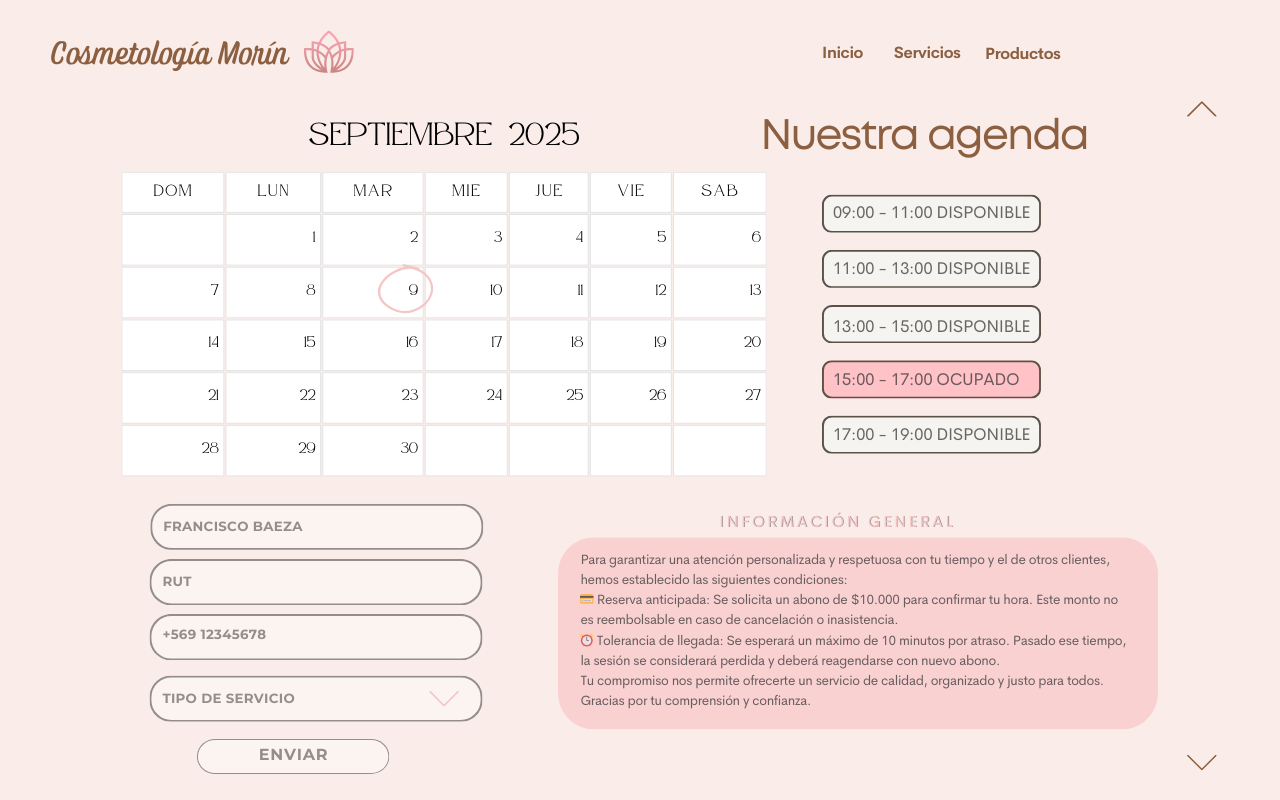 Cosmetología Morín
Inicio Servicios Productos
SEPTIEMBRE 2025
Nuestra agenda
DOM LUN MAR MIE JUE VIE SAB
1 2 3 4 5 6
7 8 9 10 11 12 13
14 15 16 17 18 19 20
21 22 23 24 25 26 27
28 29 30
09:00 - 11:00 DISPONIBLE
11:00 - 13:00 DISPONIBLE
13:00 - 15:00 DISPONIBLE
15:00 - 17:00 OCUPADO
17:00 - 19:00 DISPONIBLE
FRANCISCO BAEZA
RUT
+569 12345678
TIPO DE SERVICIO
ENVIAR
INFORMACIÓN GENERAL
Para garantizar una atención personalizada y respetuosa con tu tiempo y el de otros clientes,
hemos establecido las siguientes condiciones:
💳 Reserva anticipada: Se solicita un abono de $10.000 para confirmar tu hora. Este monto no
es reembolsable en caso de cancelación o inasistencia.
⏰ Tolerancia de llegada: Se esperará un máximo de 10 minutos por atraso. Pasado ese tiempo,
la sesión se considerará perdida y deberá reagendarse con nuevo abono.
Tu compromiso nos permite ofrecerte un servicio de calidad, organizado y justo para todos.
Gracias por tu comprensión y confianza.